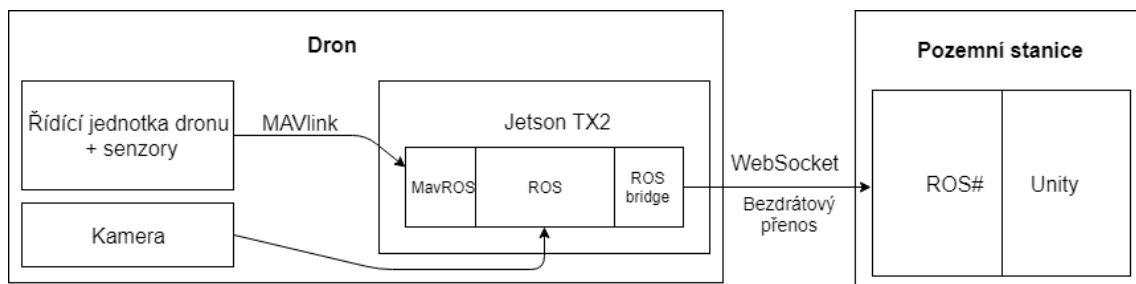 Dron
Řídící jednotka dronu
+ senzory
MAVlink
Kamera
Jetson TX2
MavROS
ROS
ROS
bridge
WebSocket
Bezdrátový
přenos
Pozemní stanice
ROS#
Unity